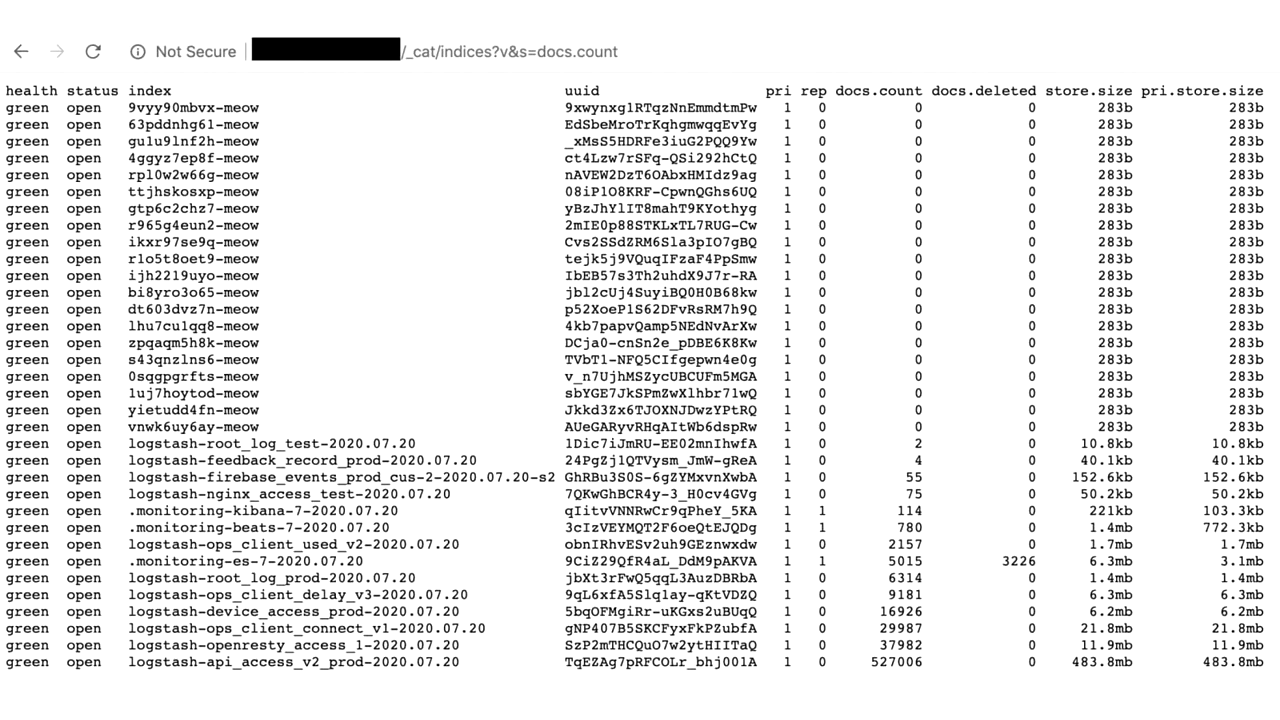 Not Secure /_cat/indices?v&s=docs.count
health status index uuid pri rep docs.count docs.deleted store.size pri.store.size
green open 9vyy90mbvx-meow 9xwynxg1RTqzNnEmmdtmPw 1 0 0 0 283b 283b
green open 63pddnhg61-meow EdSbeMroTrKqhgmwqqEvYg 1 0 0 0 283b 283b
green open gu1u9lnf2h-meow _xMsS5HDRFe3iuG2PQQ9Yw 1 0 0 0 283b 283b
green open 4ggyz7ep8f-meow ct4Lzw7rSFq-QSi292hCtQ 1 0 0 0 283b 283b
green open rpl0w2w66g-meow nAVEW2DzT6OAbxHMIdz9ag 1 0 0 0 283b 283b
green open ttjhskosxp-meow 08iP1O8KRF-CpwnQGhs6UQ 1 0 0 0 283b 283b
green open gtp6c2chz7-meow yBzJhYlIT8mahT9KYothyg 1 0 0 0 283b 283b
green open r965g4eun2-meow 2mIE0p88STKLxTL7RUG-Cw 1 0 0 0 283b 283b
green open ikxr97se9q-meow Cvs2SSdZRM6Sla3pIO7gBQ 1 0 0 0 283b 283b
green open r1o5t8oet9-meow tejk5j9VQuqIFzaF4PpSmw 1 0 0 0 283b 283b
green open ijh2219uyo-meow IbEB57s3Th2uhdX9J7r-RA 1 0 0 0 283b 283b
green open bi8yro3o65-meow jbl2cUj4SuyiBQ0H0B68kw 1 0 0 0 283b 283b
green open dt603dvz7n-meow p52XoeP1S62DFvRsRM7h9Q 1 0 0 0 283b 283b
green open lhu7cu1qq8-meow 4kb7papvQamp5NEdNvArXw 1 0 0 0 283b 283b
green open zpqaqm5h8k-meow DCja0-cnSn2e_pDBE6K8Kw 1 0 0 0 283b 283b
green open s43qnzlns6-meow TVbT1-NFQ5CIfgepwn4e0g 1 0 0 0 283b 283b
green open 0sqgpgrfts-meow v_n7UjhMSZycUBCUFm5MGA 1 0 0 0 283b 283b
green open 1uj7hoytod-meow sbYGE7JkSPmZwXlhbr71wQ 1 0 0 0 283b 283b
green open yietudd4fn-meow Jkkd3Zx6TJOXNJDwzYPtRQ 1 0 0 0 283b 283b
green open vnwk6uy6ay-meow AUeGARyvRHqAItWb6dspRw 1 0 0 0 283b 283b
green open logstash-root_log_test-2020.07.20 1Dic7iJmRU-EE02mnIhwfA 1 0 2 0 10.8kb 10.8kb
green open logstash-feedback_record_prod-2020.07.20 24PgZjlQTVysm_JmW-gReA 1 0 4 0 40.1kb 40.1kb
green open logstash-firebase_events_prod_cus-2-2020.07.20-s2 GhRBu3S0S-6gZYMxvnXwbA 1 0 55 0 152.6kb 152.6kb
green open logstash-nginx_access_test-2020.07.20 7QKwGhBCR4y-3_H0cv4GVg 1 0 75 0 50.2kb 50.2kb
green open .monitoring-kibana-7-2020.07.20 qIitvVNNRwCr9qPheY_5KA 1 1 114 0 221kb 103.3kb
green open .monitoring-beats-7-2020.07.20 3cIzVEYMQT2F6oeQtEJQDg 1 1 780 0 1.4mb 772.3kb
green open logstash-ops_client_used_v2-2020.07.20 obnIRhvESv2uh9GEznwxdw 1 0 2157 0 1.7mb 1.7mb
green open .monitoring-es-7-2020.07.20 9CiZ29QfR4aL_DdM9pAKVA 1 1 5015 3226 6.3mb 3.1mb
green open logstash-root_log_prod-2020.07.20 jbXt3rFwQ5qqL3AuzDBRbA 1 0 6314 0 1.4mb 1.4mb
green open logstash-ops_client_delay_v3-2020.07.20 9qL6xfA5Slqlay-qKtVDZQ 1 0 9181 0 6.3mb 6.3mb
green open logstash-device_access_prod-2020.07.20 5bqOFMgiRr-uKGxs2uBUqQ 1 0 16926 0 6.2mb 6.2mb
green open logstash-ops_client_connect_v1-2020.07.20 gNP407B5SKCFyxFkPZubfA 1 0 29987 0 21.8mb 21.8mb
green open logstash-openresty_access_1-2020.07.20 SzP2mTHCQuO7w2ytHIITaQ 1 0 37982 0 11.9mb 11.9mb
green open logstash-api_access_v2_prod-2020.07.20 TqEZAg7pRFCOLr_bhj001A 1 0 527006 0 483.8mb 483.8mb